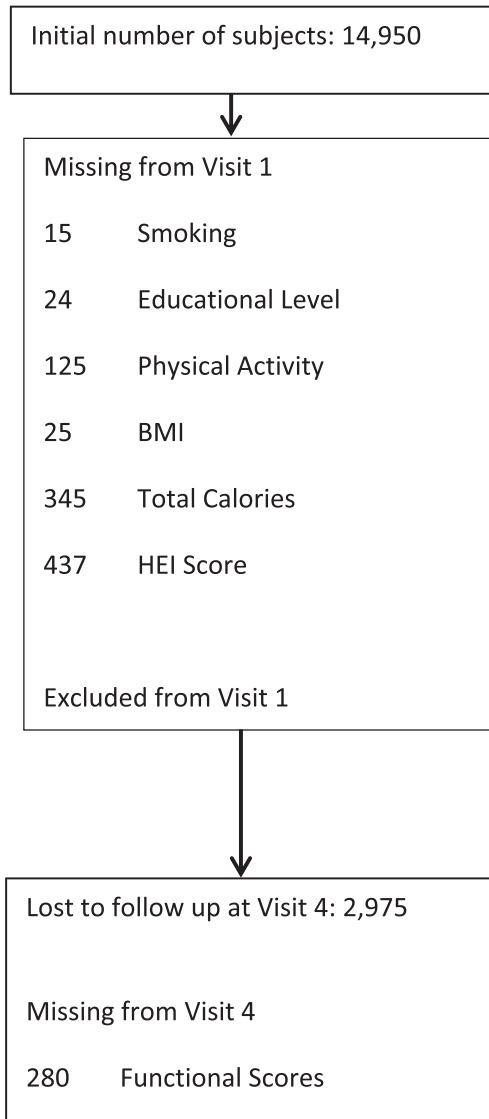 Initial number of subjects: 14,950
Missing from Visit 1
15 Smoking
24 Educational Level
125 Physical Activity
25 BMI
345 Total Calories
437 HEI Score
Excluded from Visit 1
Lost to follow up at Visit 4: 2,975
Missing from Visit 4
280 Functional Scores